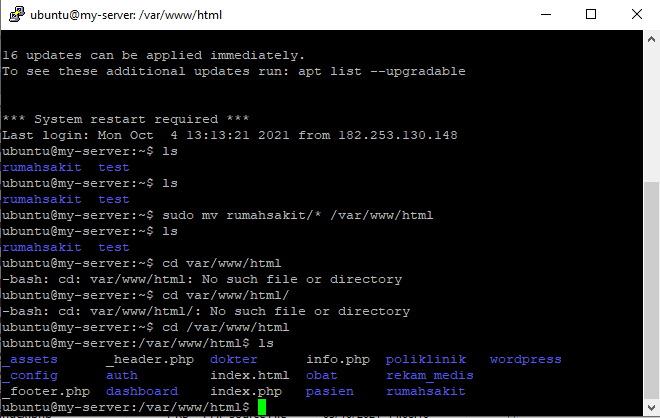 ubuntu@my-server: /var/www/html
16 updates can be applied immediately.
To see these additional updates run: apt list --upgradable
*** System restart required ***
Last login: Mon Oct  4 13:13:21 2021 from 182.253.130.148
ubuntu@my-server:~$ ls
rumahsakit  test
ubuntu@my-server:~$ ls
rumahsakit  test
ubuntu@my-server:~$ sudo mv rumahsakit/* /var/www/html
ubuntu@my-server:~$ ls
rumahsakit  test
ubuntu@my-server:~$ cd var/www/html
-bash: cd: var/www/html: No such file or directory
ubuntu@my-server:~$ cd var/www/html/
-bash: cd: var/www/html/: No such file or directory
ubuntu@my-server:~$ cd /var/www/html
ubuntu@my-server:/var/www/html$ ls
_assets      _header.php  dokter      info.php  poliklinik   wordpress
_config      auth         index.html  obat      rekam_medis
_footer.php  dashboard    index.php   pasien    rumahsakit
ubuntu@my-server:/var/www/html$